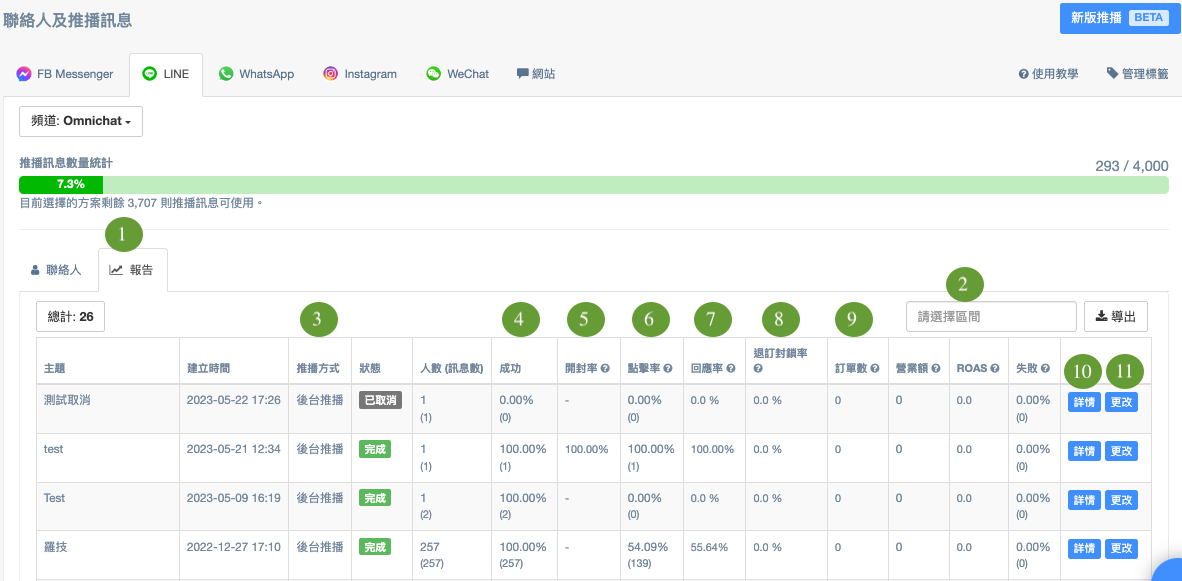 聯絡人及推播訊息
新版推播 BETA
FB Messenger LINE WhatsApp Instagram WeChat 網站 使用教學 管理標籤
頻道: Omnichat
推播訊息數量統計 293 / 4,000
7.3%
目前選擇的方案剩餘 3,707 則推播訊息可使用。
1
聯絡人 報告
2
總計: 26 3 4 5 6 7 8 9 請選擇區間 導出
主題 建立時間 推播方式 狀態 人數 (訊息數) 成功 開封率 點擊率 回應率 退訂封鎖率 訂單數 營業額 ROAS 失敗 10 11
測試取消 2023-05-22 17:26 後台推播 已取消 1 0.00% - 0.00% 0.0 % 0.0 % 0 0 0.0 0.00% 詳情 更改
(1) (0) (0) (0)
test 2023-05-21 12:34 後台推播 完成 1 100.00% 100.00% 100.00% 100.00% 0.0 % 0 0 0.0 0.00% 詳情 更改
(1) (1) (1) (0)
Test 2023-05-09 16:19 後台推播 完成 1 100.00% - 0.00% 0.0 % 0.0 % 0 0 0.0 0.00% 詳情 更改
(2) (2) (0) (0)
羅技 2022-12-27 17:10 後台推播 完成 257 100.00% - 54.09% 55.64% 0.0 % 0 0 0.0 0.00% 詳情 更改
(257) (257) (139) (0)